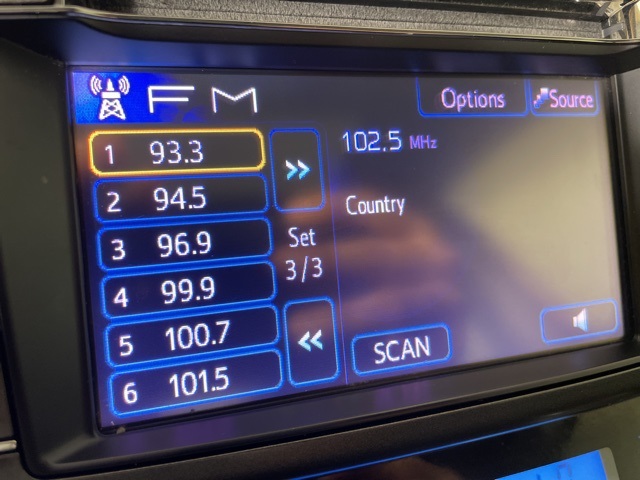 FM
Options
Source
1 93.3
2 94.5
3 96.9
4 99.9
5 100.7
6 101.5
>>
Set
3/3
<<
102.5 MHz
Country
SCAN